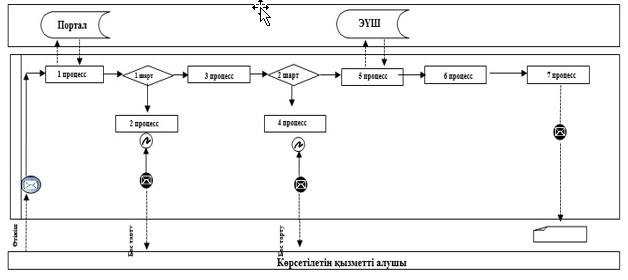 Портал
ЭҮШ
1 процесс
1 шарт
3 процесс
2 шарт
5 процесс
6 процесс
7 процесс
2 процесс
4 процесс
Өтініш
Бас тарту
Бас тарту
Көрсетілетін қызметті алушы